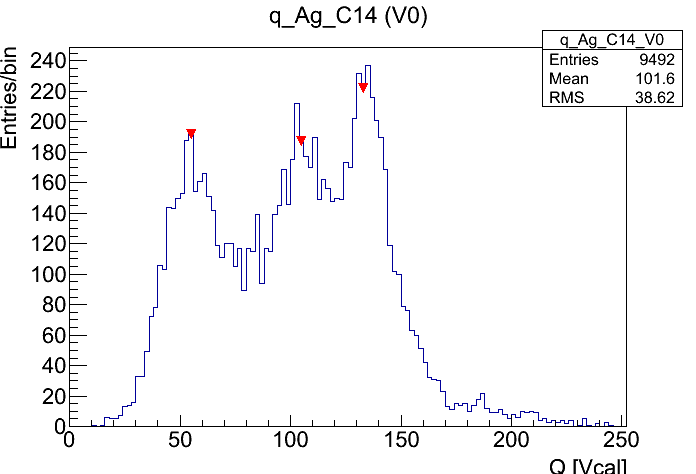 q_Ag_C14 (V0)
q_Ag_C14_V0
Entries 9492
Mean 101.6
RMS 38.62
Entries/bin
240
220
200
180
160
140
120
100
80
60
40
20
0
0 50 100 150 200 250
Q [Vcal]